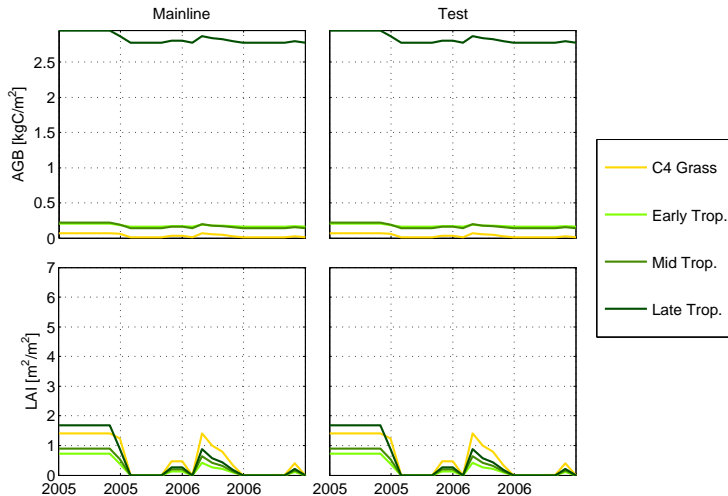 Mainline
Test
AGB [kgC/m²]
2.5
2
1.5
1
0.5
0
C4 Grass
Early Trop.
Mid Trop.
Late Trop.
LAI [m²/m²]
7
6
5
4
3
2
1
0
2005 2005 2006 2006
2005 2005 2006 2006